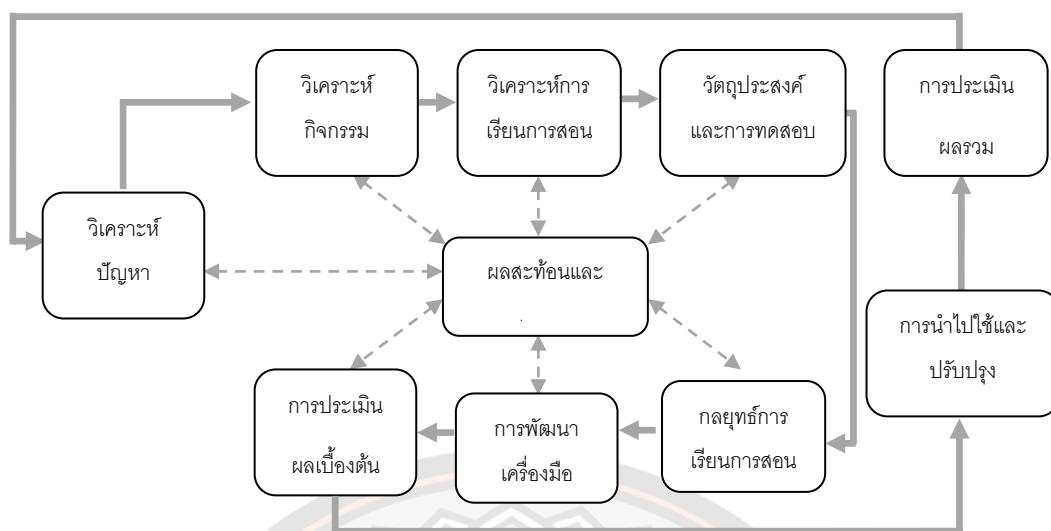 วิเคราะห์
กิจกรรม
วิเคราะห์การ
เรียนการสอน
วัตถุประสงค์
และการทดสอบ
การประเมิน
ผลรวม
วิเคราะห์
ปัญหา
ผลสะท้อนและ
การนำไปใช้และ
ปรับปรุง
การประเมิน
ผลเบื้องต้น
การพัฒนา
เครื่องมือ
กลยุทธ์การ
เรียนการสอน